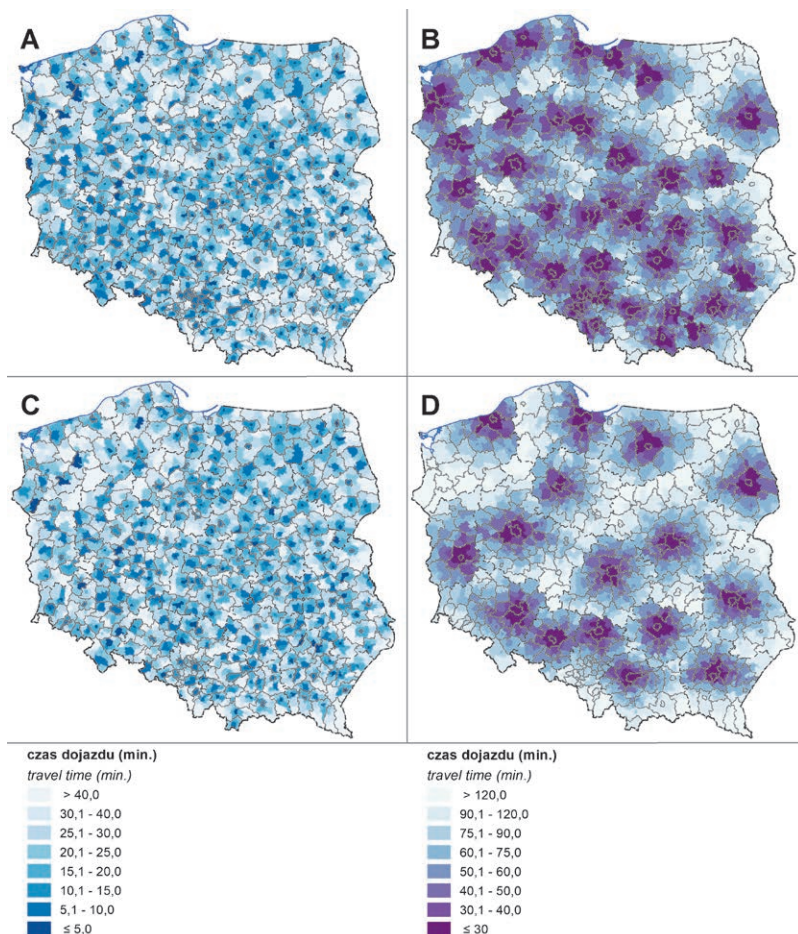 A
B
C
D
czas dojazdu (min.)
travel time (min.)
> 40,0
30,1 - 40,0
25,1 - 30,0
20,1 - 25,0
15,1 - 20,0
10,1 - 15,0
5,1 - 10,0
≤ 5,0
czas dojazdu (min.)
travel time (min.)
> 120,0
90,1 - 120,0
75,1 - 90,0
60,1 - 75,0
50,1 - 60,0
40,1 - 50,0
30,1 - 40,0
≤ 30